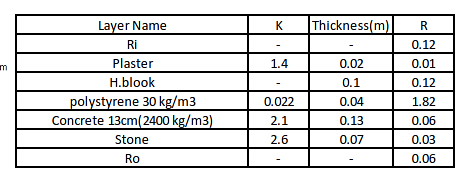 Layer Name K Thickness(m) R
Ri - - 0.12
m
Plaster 1.4 0.02 0.01
H.blook - 0.1 0.12
polystyrene 30 kg/m3 0.022 0.04 1.82
Concrete 13cm(2400 kg/m3) 2.1 0.13 0.06
Stone 2.6 0.07 0.03
Ro - - 0.06